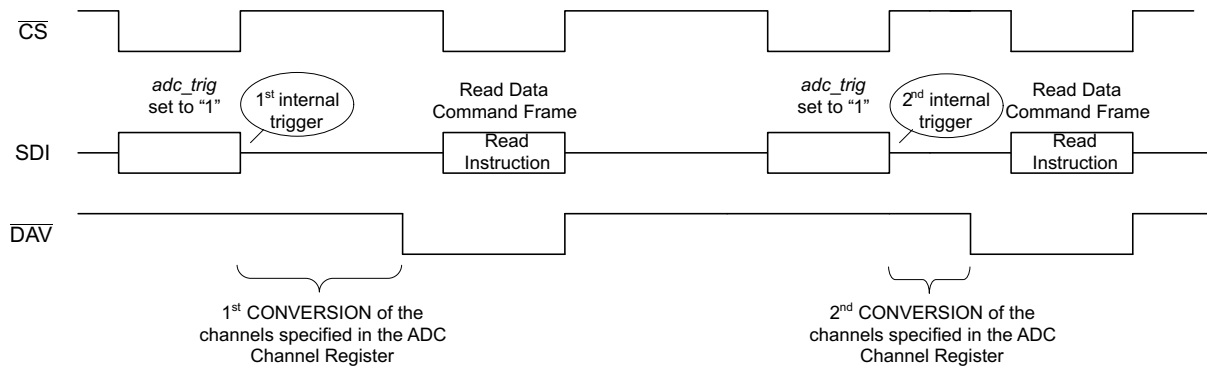 CS
adc_trig
set to “1”
1st internal
trigger
Read Data
Command Frame
adc_trig
set to “1”
2nd internal
trigger
Read Data
Command Frame
SDI
Read
Instruction
Read
Instruction
DAV
1st CONVERSION of the
channels specified in the ADC
Channel Register
2nd CONVERSION of the
channels specified in the ADC
Channel Register